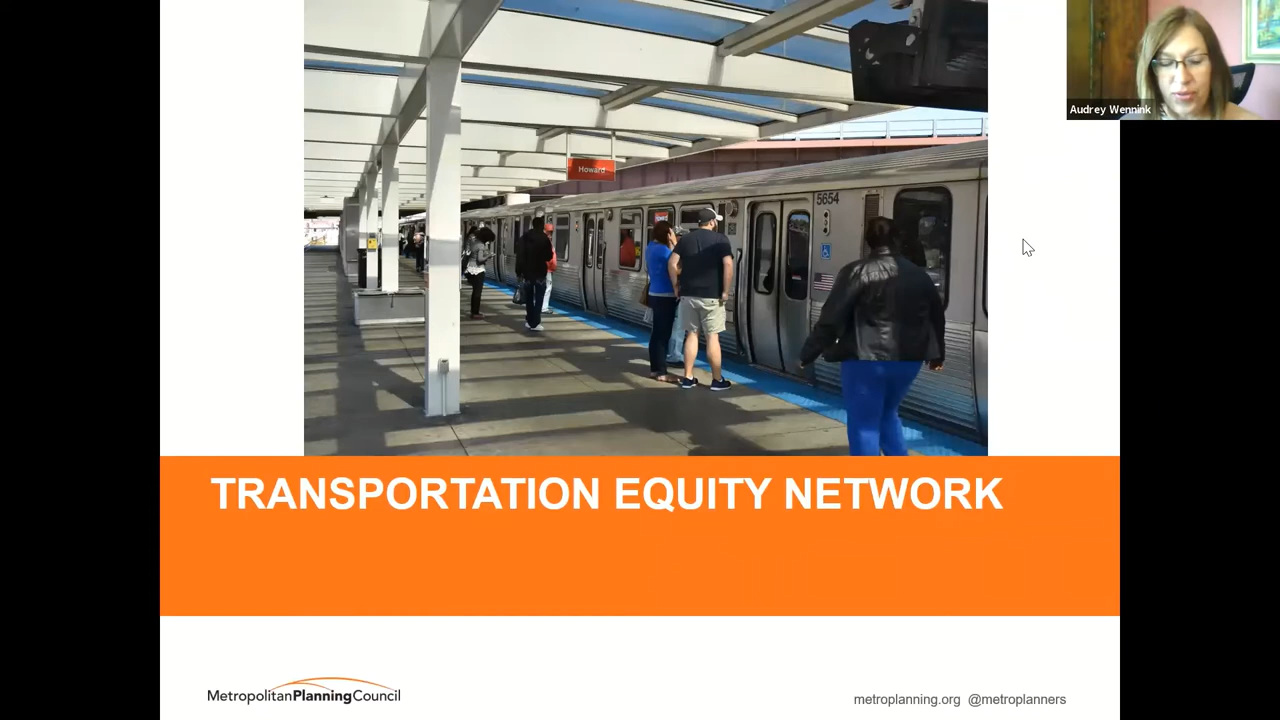 Audrey Wennink
Howard
5654
TRANSPORTATION EQUITY NETWORK
MetropolitanPlanningCouncil
metroplanning.org @metroplanners